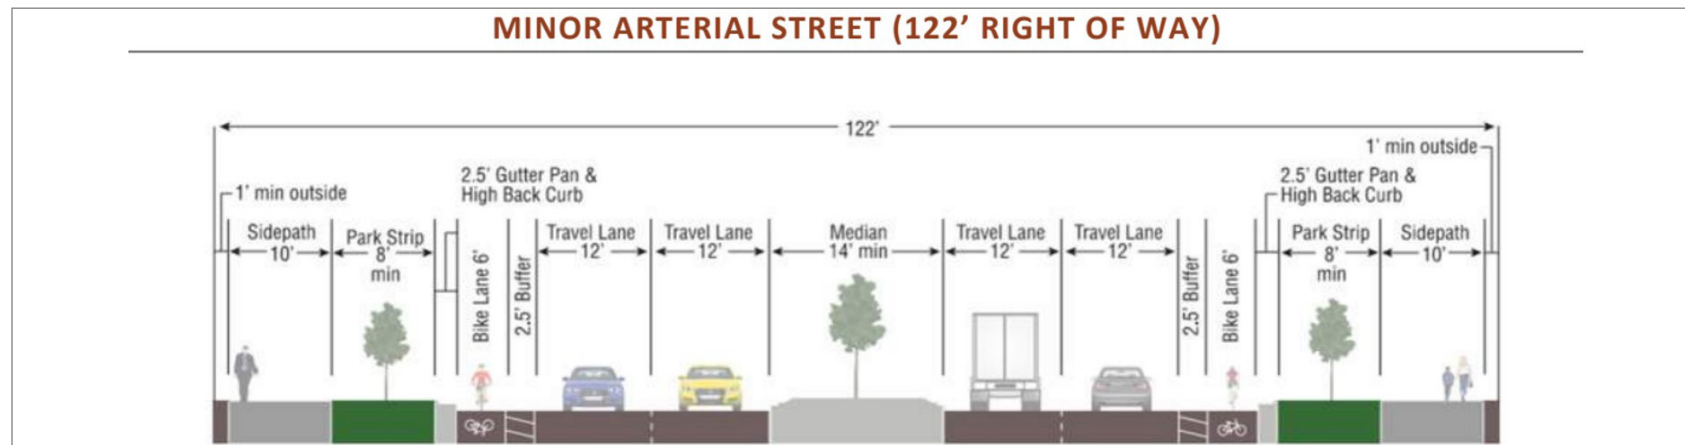 MINOR ARTERIAL STREET (122’ RIGHT OF WAY)
122'
1' min outside
2.5' Gutter Pan &
High Back Curb
2.5' Gutter Pan &
High Back Curb
1' min outside
Sidepath
10'
Park Strip
8'
min
Bike Lane 6'
2.5' Buffer
Travel Lane
12'
Travel Lane
12'
Median
14' min
Travel Lane
12'
Travel Lane
12'
2.5' Buffer
Bike Lane 6'
Park Strip
8'
min
Sidepath
10'